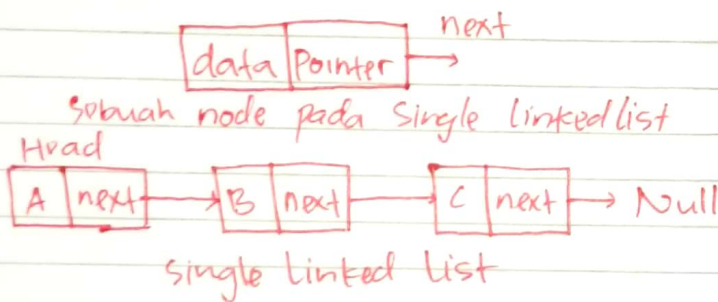 next
data Pointer
sebuah node pada Single linkedlist
Head
A next B next C next Null
Single Linked List